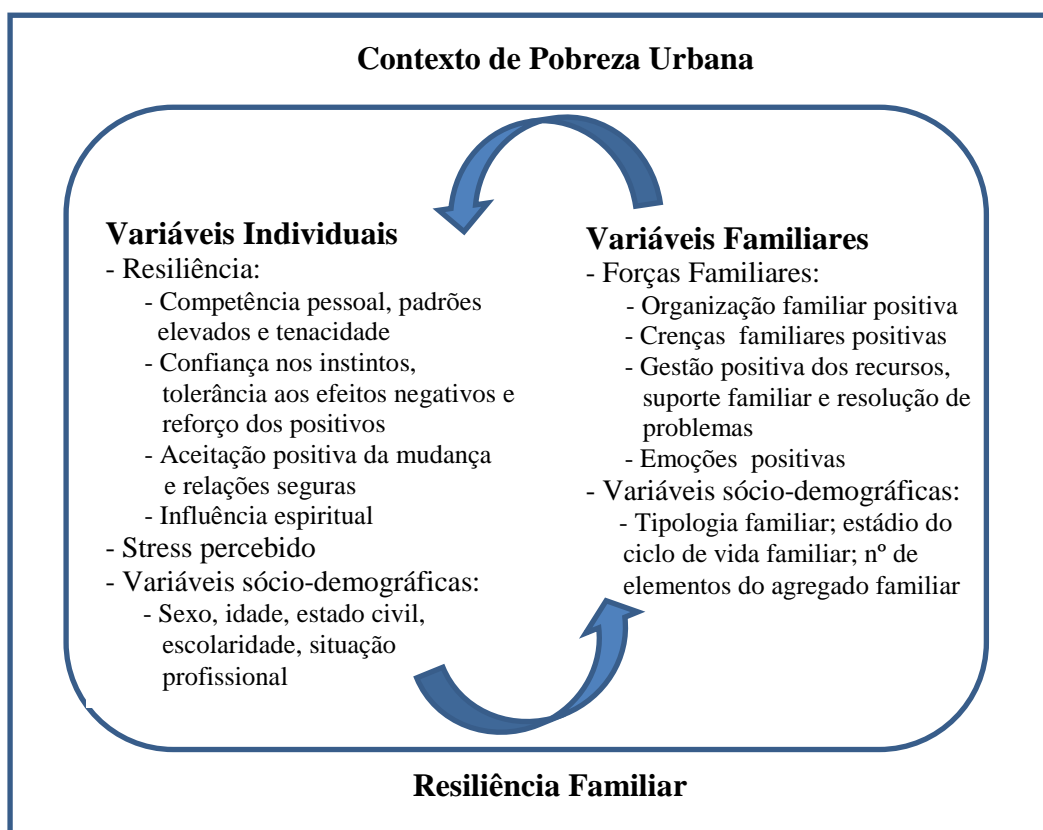 Contexto de Pobreza Urbana
Variáveis Individuais
- Resiliência:
- Competência pessoal, padrões
elevados e tenacidade
- Confiança nos instintos,
tolerância aos efeitos negativos e
reforço dos positivos
- Aceitação positiva da mudança
e relações seguras
- Influência espiritual
- Stress percebido
- Variáveis sócio-demográficas:
- Sexo, idade, estado civil,
escolaridade, situação
profissional
Variáveis Familiares
- Forças Familiares:
- Organização familiar positiva
- Crenças familiares positivas
- Gestão positiva dos recursos,
suporte familiar e resolução de
problemas
- Emoções positivas
- Variáveis sócio-demográficas:
- Tipologia familiar; estádio do
ciclo de vida familiar; nº de
elementos do agregado familiar
Resiliência Familiar